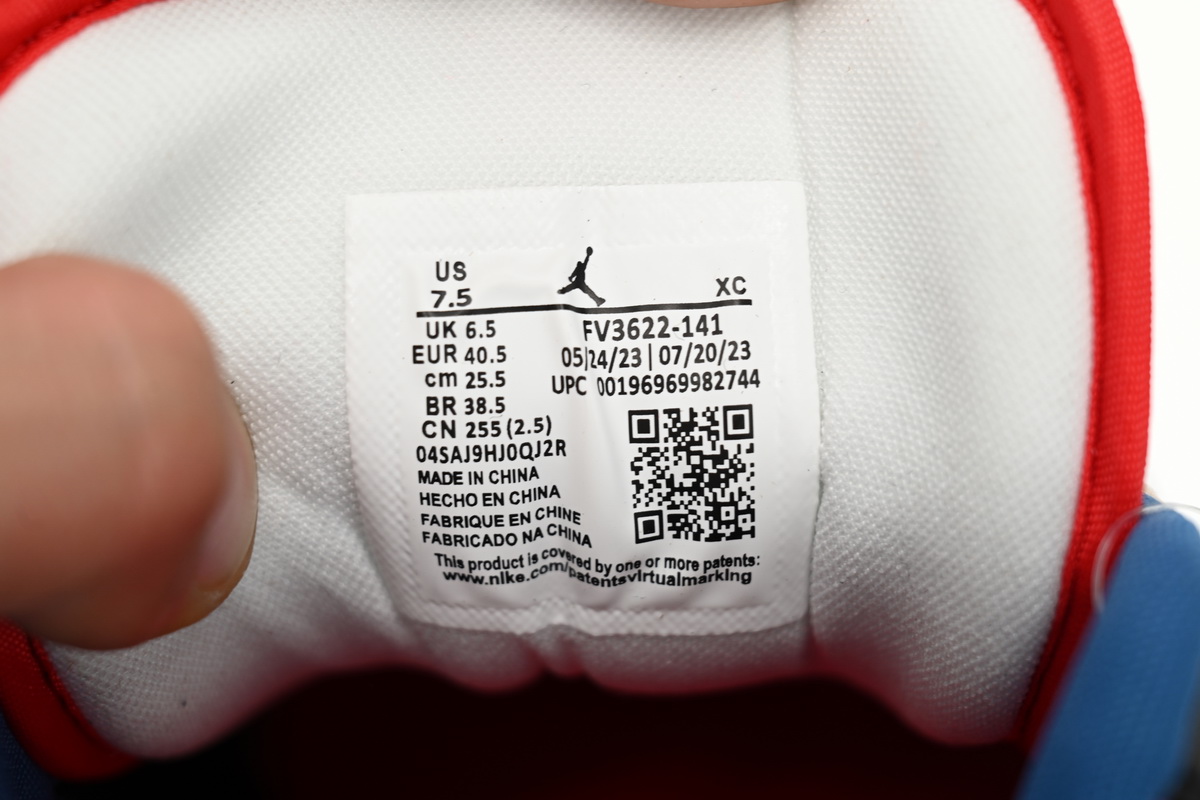 US
7.5
XC
UK 6.5
EUR 40.5
cm 25.5
BR 38.5
CN 255 (2.5)
04SAJ9HJ0QJ2R
FV3622-141
05/24/23 | 07/20/23
UPC 00196969982744
MADE IN CHINA
HECHO EN CHINA
FABRIQUE EN CHINE
FABRICADO NA CHINA
This product is covered by one or more patents:
www.nike.com/patentsvirtualmarking